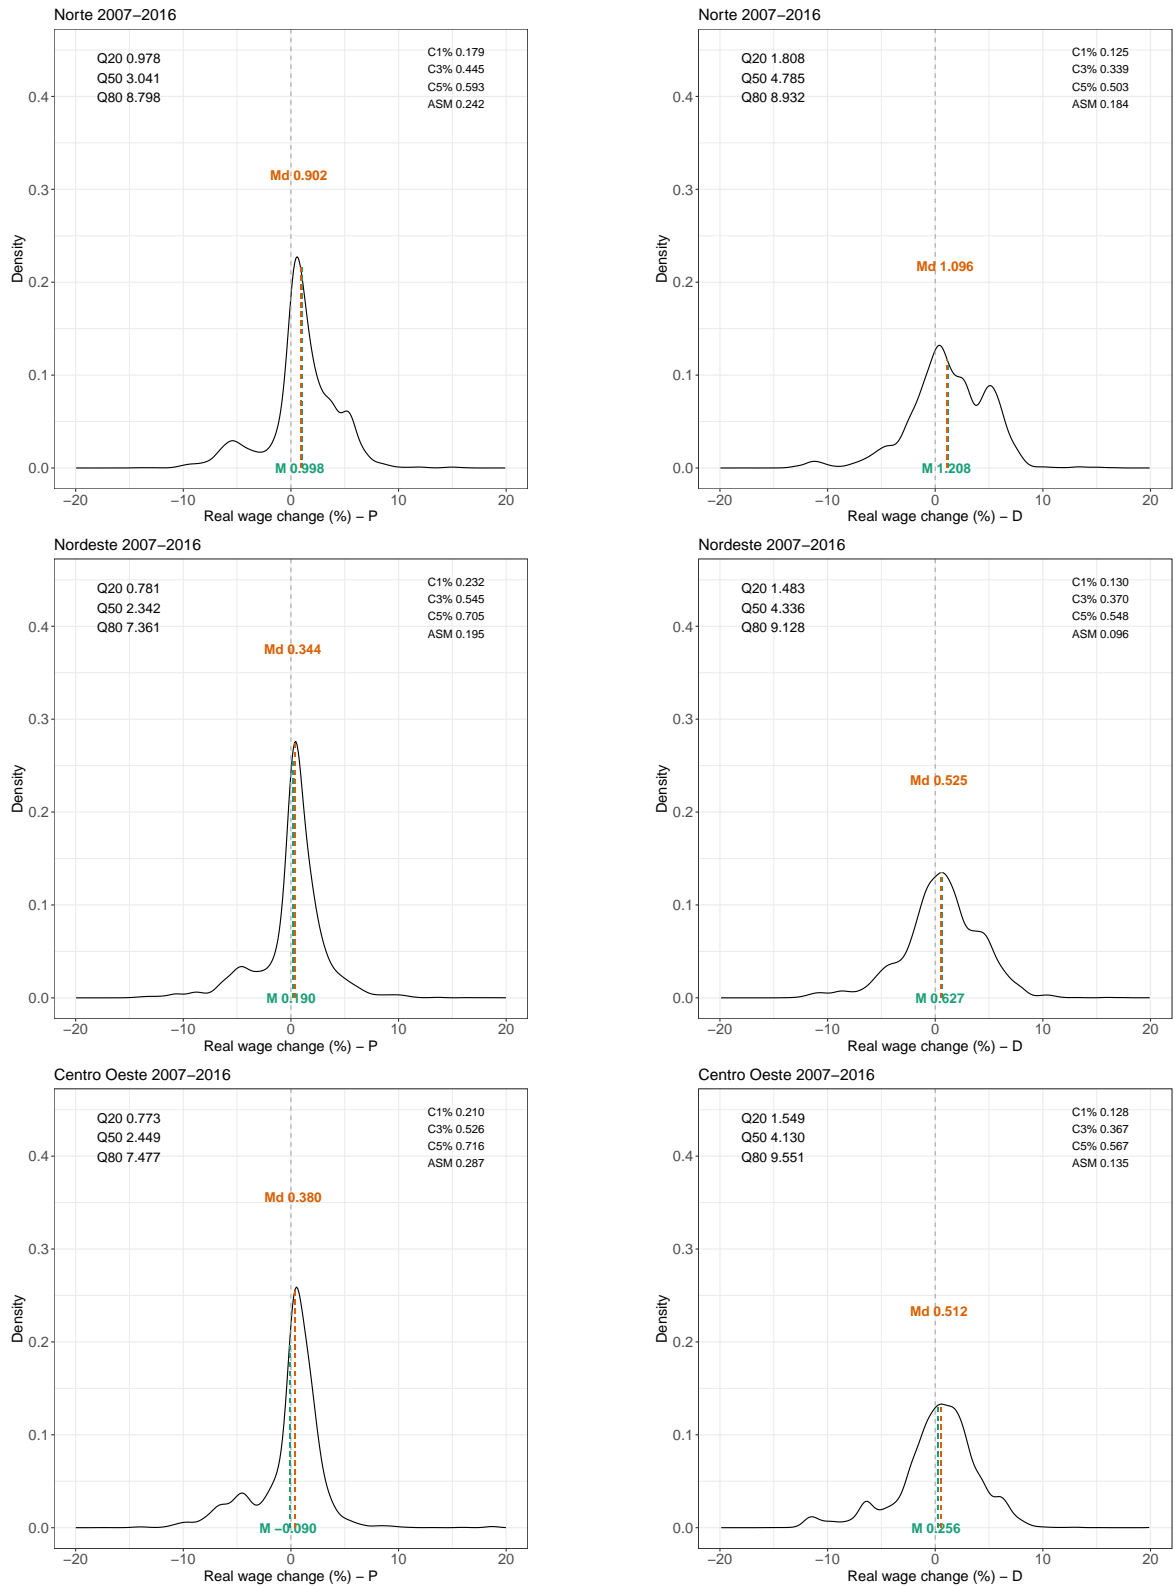 Norte 2007−2016
Q20 0.978
Q50 3.041
Q80 8.798
C1% 0.179
C3% 0.445
C5% 0.593
ASM 0.242
Md 0.902
M 0.998
0.4
0.3
0.2
0.1
0.0
Density
−20 −10 0 10 20
Real wage change (%) − P
Norte 2007−2016
Q20 1.808
Q50 4.785
Q80 8.932
C1% 0.125
C3% 0.339
C5% 0.503
ASM 0.184
Md 1.096
M 1.208
0.4
0.3
0.2
0.1
0.0
Density
−20 −10 0 10 20
Real wage change (%) − D
Nordeste 2007−2016
Q20 0.781
Q50 2.342
Q80 7.361
C1% 0.232
C3% 0.545
C5% 0.705
ASM 0.195
Md 0.344
M 0.190
0.4
0.3
0.2
0.1
0.0
Density
−20 −10 0 10 20
Real wage change (%) − P
Nordeste 2007−2016
Q20 1.483
Q50 4.336
Q80 9.128
C1% 0.130
C3% 0.370
C5% 0.548
ASM 0.096
Md 0.525
M 0.627
0.4
0.3
0.2
0.1
0.0
Density
−20 −10 0 10 20
Real wage change (%) − D
Centro Oeste 2007−2016
Q20 0.773
Q50 2.449
Q80 7.477
C1% 0.210
C3% 0.526
C5% 0.716
ASM 0.287
Md 0.380
M −0.090
0.4
0.3
0.2
0.1
0.0
Density
−20 −10 0 10 20
Real wage change (%) − P
Centro Oeste 2007−2016
Q20 1.549
Q50 4.130
Q80 9.551
C1% 0.128
C3% 0.367
C5% 0.567
ASM 0.135
Md 0.512
M 0.256
0.4
0.3
0.2
0.1
0.0
Density
−20 −10 0 10 20
Real wage change (%) − D